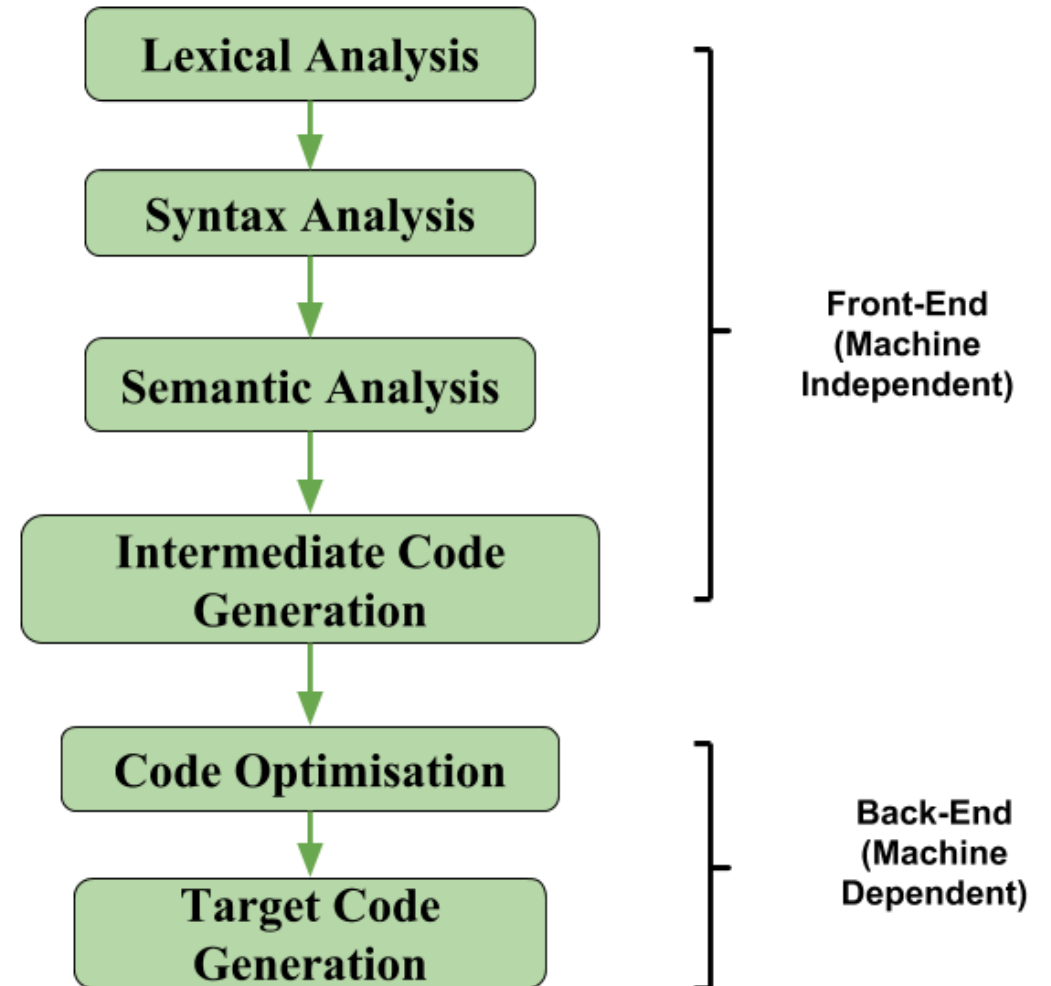 Lexical Analysis
Syntax Analysis
Semantic Analysis
Intermediate Code
Generation
Code Optimisation
Target Code
Generation
Front-End
(Machine
Independent)
Back-End
(Machine
Dependent)